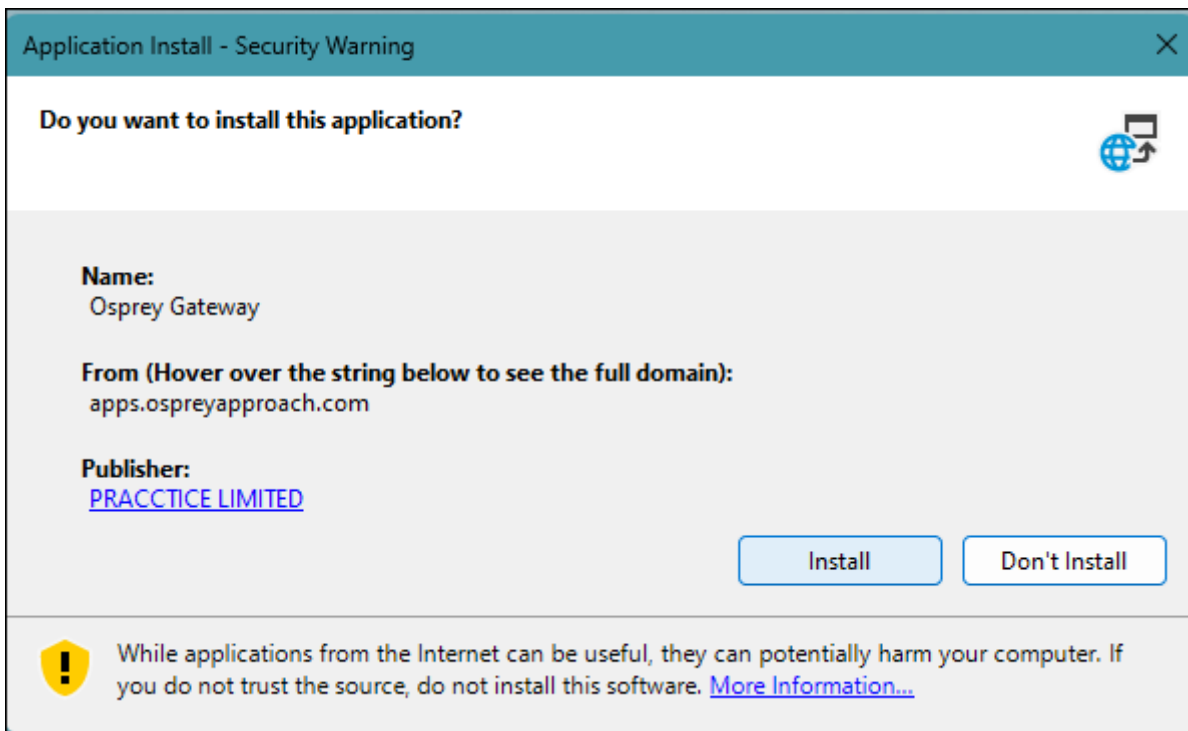 Application Install - Security Warning
Do you want to install this application?
Name:
Osprey Gateway
From (Hover over the string below to see the full domain):
apps.ospreyapproach.com
Publisher:
PRACCTICE LIMITED
Install
Don't Install
While applications from the Internet can be useful, they can potentially harm your computer. If
you do not trust the source, do not install this software. More Information...